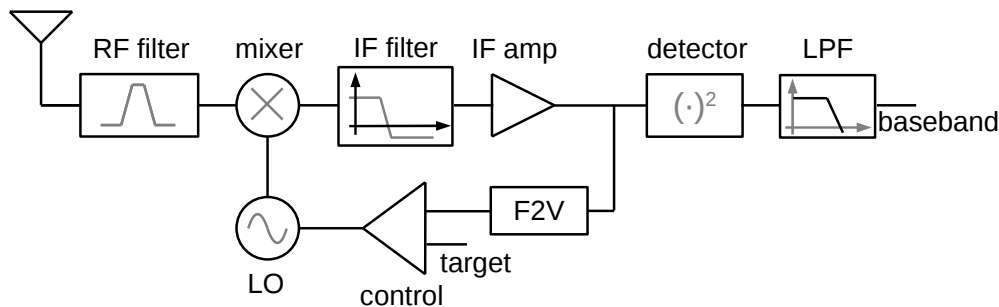 RF filter
mixer
IF filter
IF amp
detector
LPF
(·)²
baseband
F2V
target
LO
control